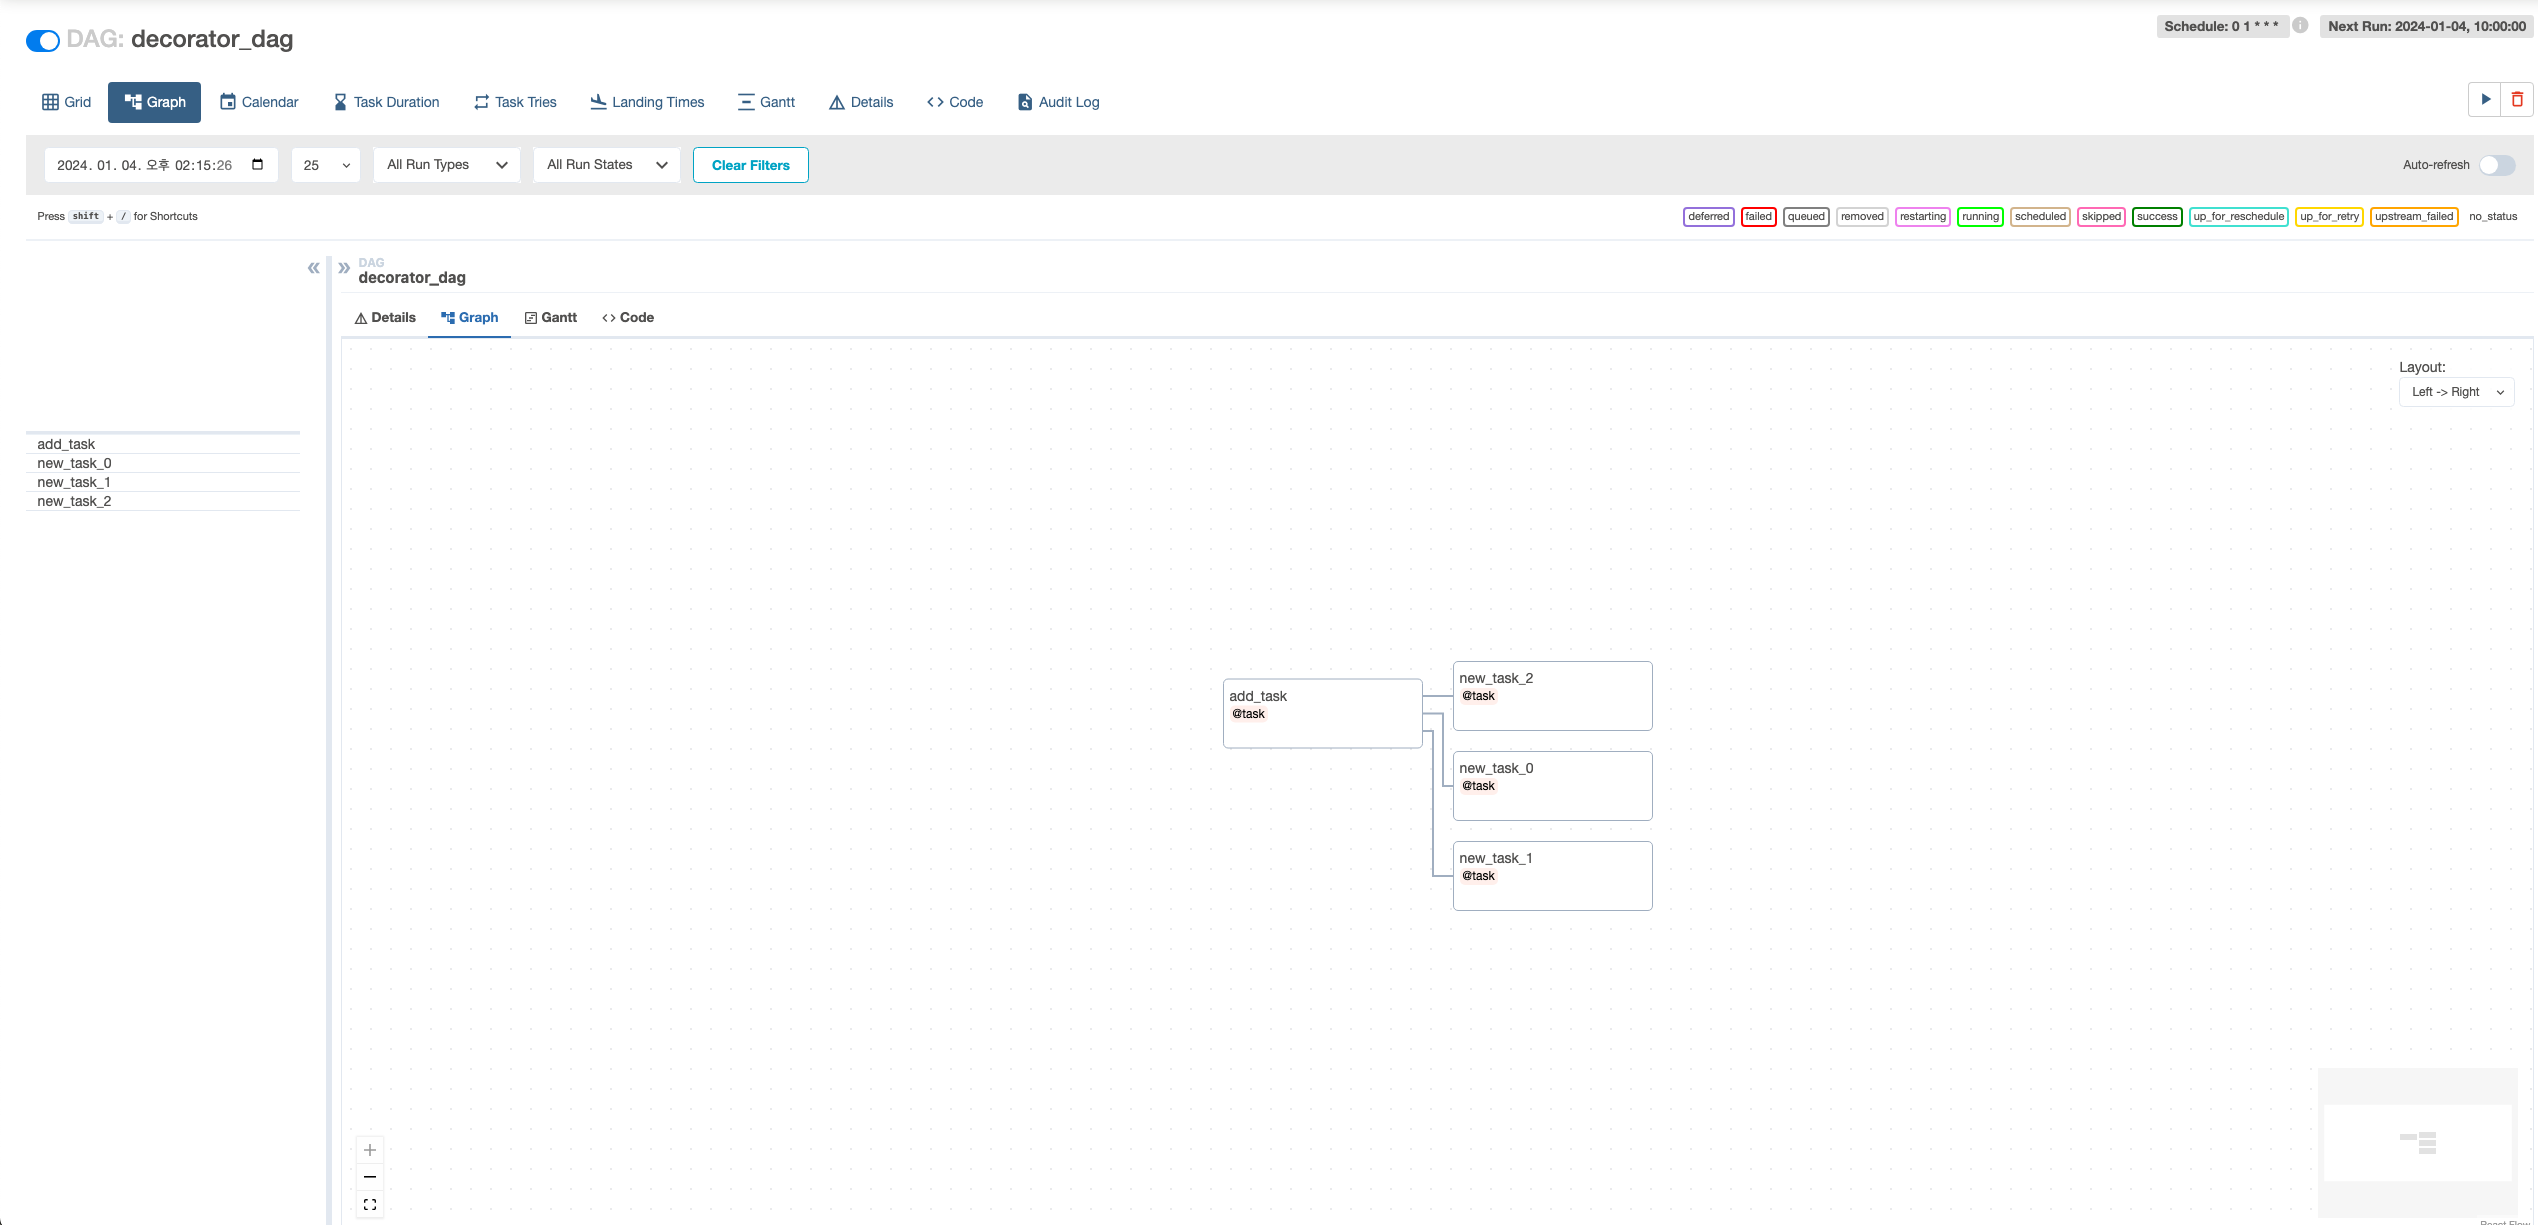 DAG: decorator_dag
Schedule: 0 1 * * *
Next Run: 2024-01-04, 10:00:00
Grid
Graph
Calendar
Task Duration
Task Tries
Landing Times
Gantt
Details
Code
Audit Log
2024. 01. 04. 오후 02:15:26
25
All Run Types
All Run States
Clear Filters
Auto-refresh
Press shift + / for Shortcuts
deferred
failed
queued
removed
restarting
running
scheduled
skipped
success
up_for_reschedule
up_for_retry
upstream_failed
no_status
DAG
decorator_dag
Details
Graph
Gantt
Code
Layout:
Left -> Right
add_task
new_task_0
new_task_1
new_task_2
add_task
@task
new_task_2
@task
new_task_0
@task
new_task_1
@task
React Flow